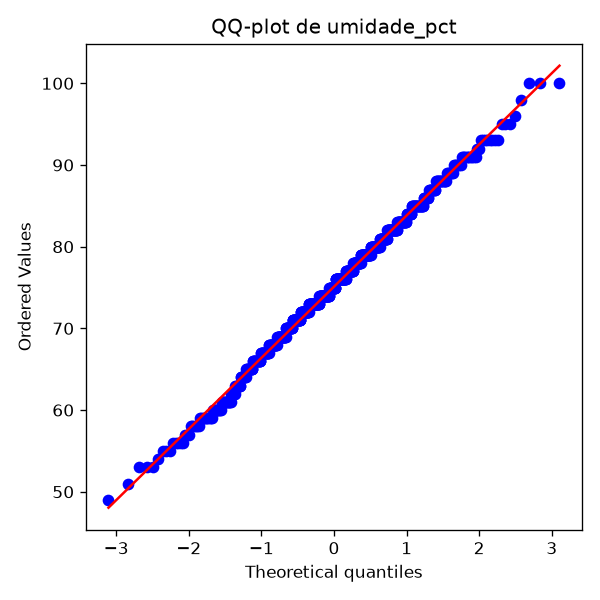 QQ-plot de umidade_pct
100
90
80
70
60
50
Ordered Values
−3 −2 −1 0 1 2 3
Theoretical quantiles